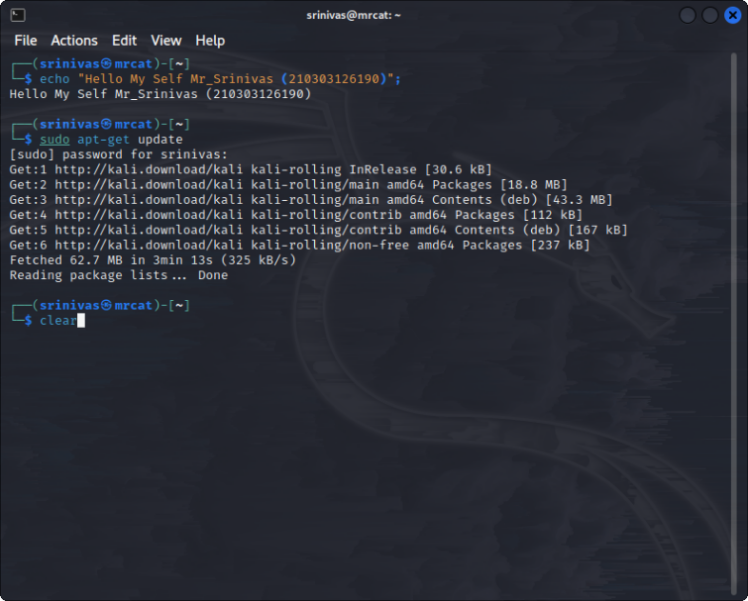 srinivas@mrcat: ~
File Actions Edit View Help
┌──(srinivas㉿mrcat)-[~]
└─$ echo "Hello My Self Mr_Srinivas (210303126190)";
Hello My Self Mr_Srinivas (210303126190)
┌──(srinivas㉿mrcat)-[~]
└─$ sudo apt-get update
[sudo] password for srinivas:
Get:1 http://kali.download/kali kali-rolling InRelease [30.6 kB]
Get:2 http://kali.download/kali kali-rolling/main amd64 Packages [18.8 MB]
Get:3 http://kali.download/kali kali-rolling/main amd64 Contents (deb) [43.3 MB]
Get:4 http://kali.download/kali kali-rolling/contrib amd64 Packages [112 kB]
Get:5 http://kali.download/kali kali-rolling/contrib amd64 Contents (deb) [167 kB]
Get:6 http://kali.download/kali kali-rolling/non-free amd64 Packages [237 kB]
Fetched 62.7 MB in 3min 13s (325 kB/s)
Reading package lists... Done
┌──(srinivas㉿mrcat)-[~]
└─$ clear